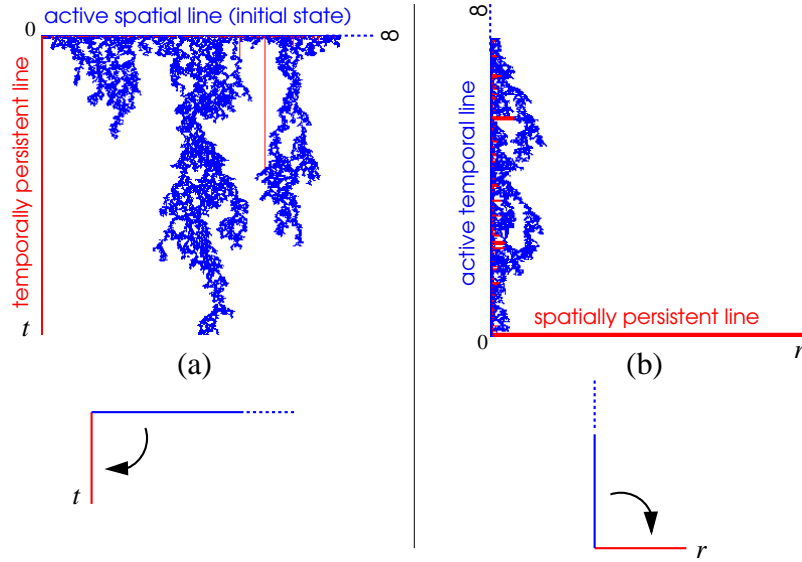 0 active spatial line (initial state) ∞
temporally persistent line
t
(a)
t
∞
active temporal line
spatially persistent line
0
r
(b)
r